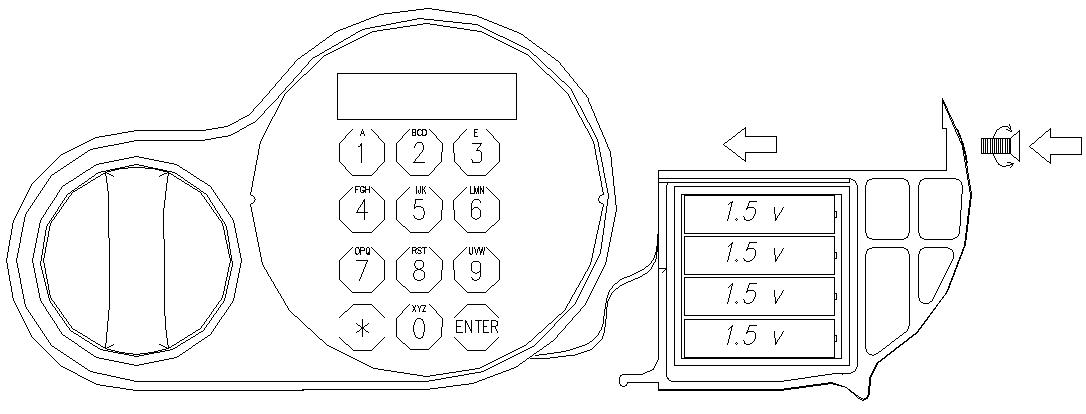 A BCD E
1 2 3
FGH IJK LMN
4 5 6
OPQ RST UVW
7 8 9
XYZ
* 0 ENTER
1.5 v
1.5 v
1.5 v
1.5 v